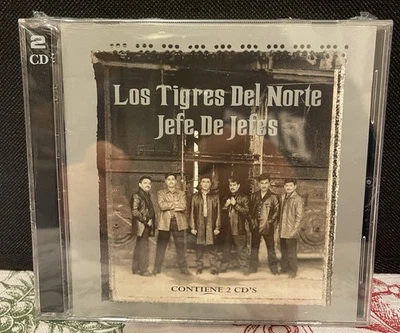 2
CD
Los Tigres Del Norte
Jefe De Jefes
CONTIENE 2 CD'S